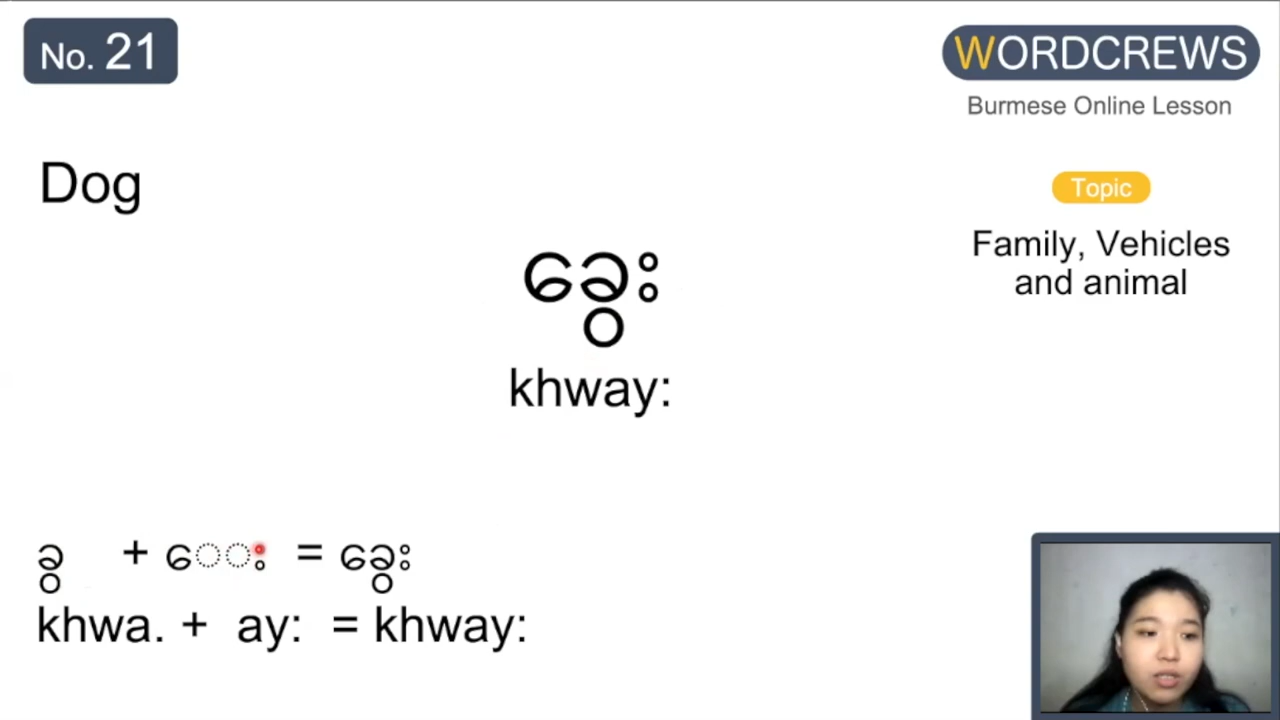 No. 21
WORDCREWS
Burmese Online Lesson
Dog
Topic
Family, Vehicles
and animal
ခွေး
khway:
ခွ + ေ◌း = ခွေး
khwa. + ay: = khway: